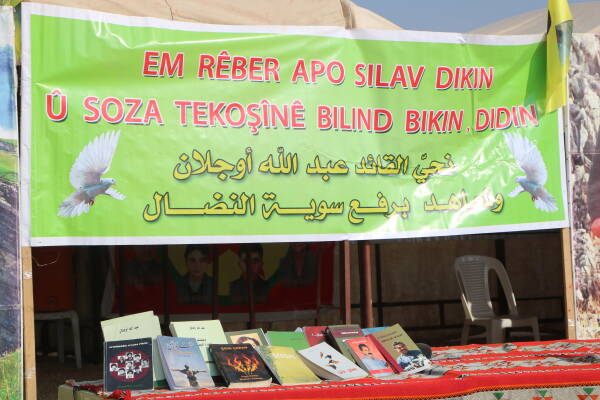 EM RÊBER APO SILAV DIKIN
Û SOZA TEKOŞÎNÊ BILIND BIKIN, DIDIN
نحيّ القائد عبد الله أوجلان
ونعاهد برفع سوية النضال